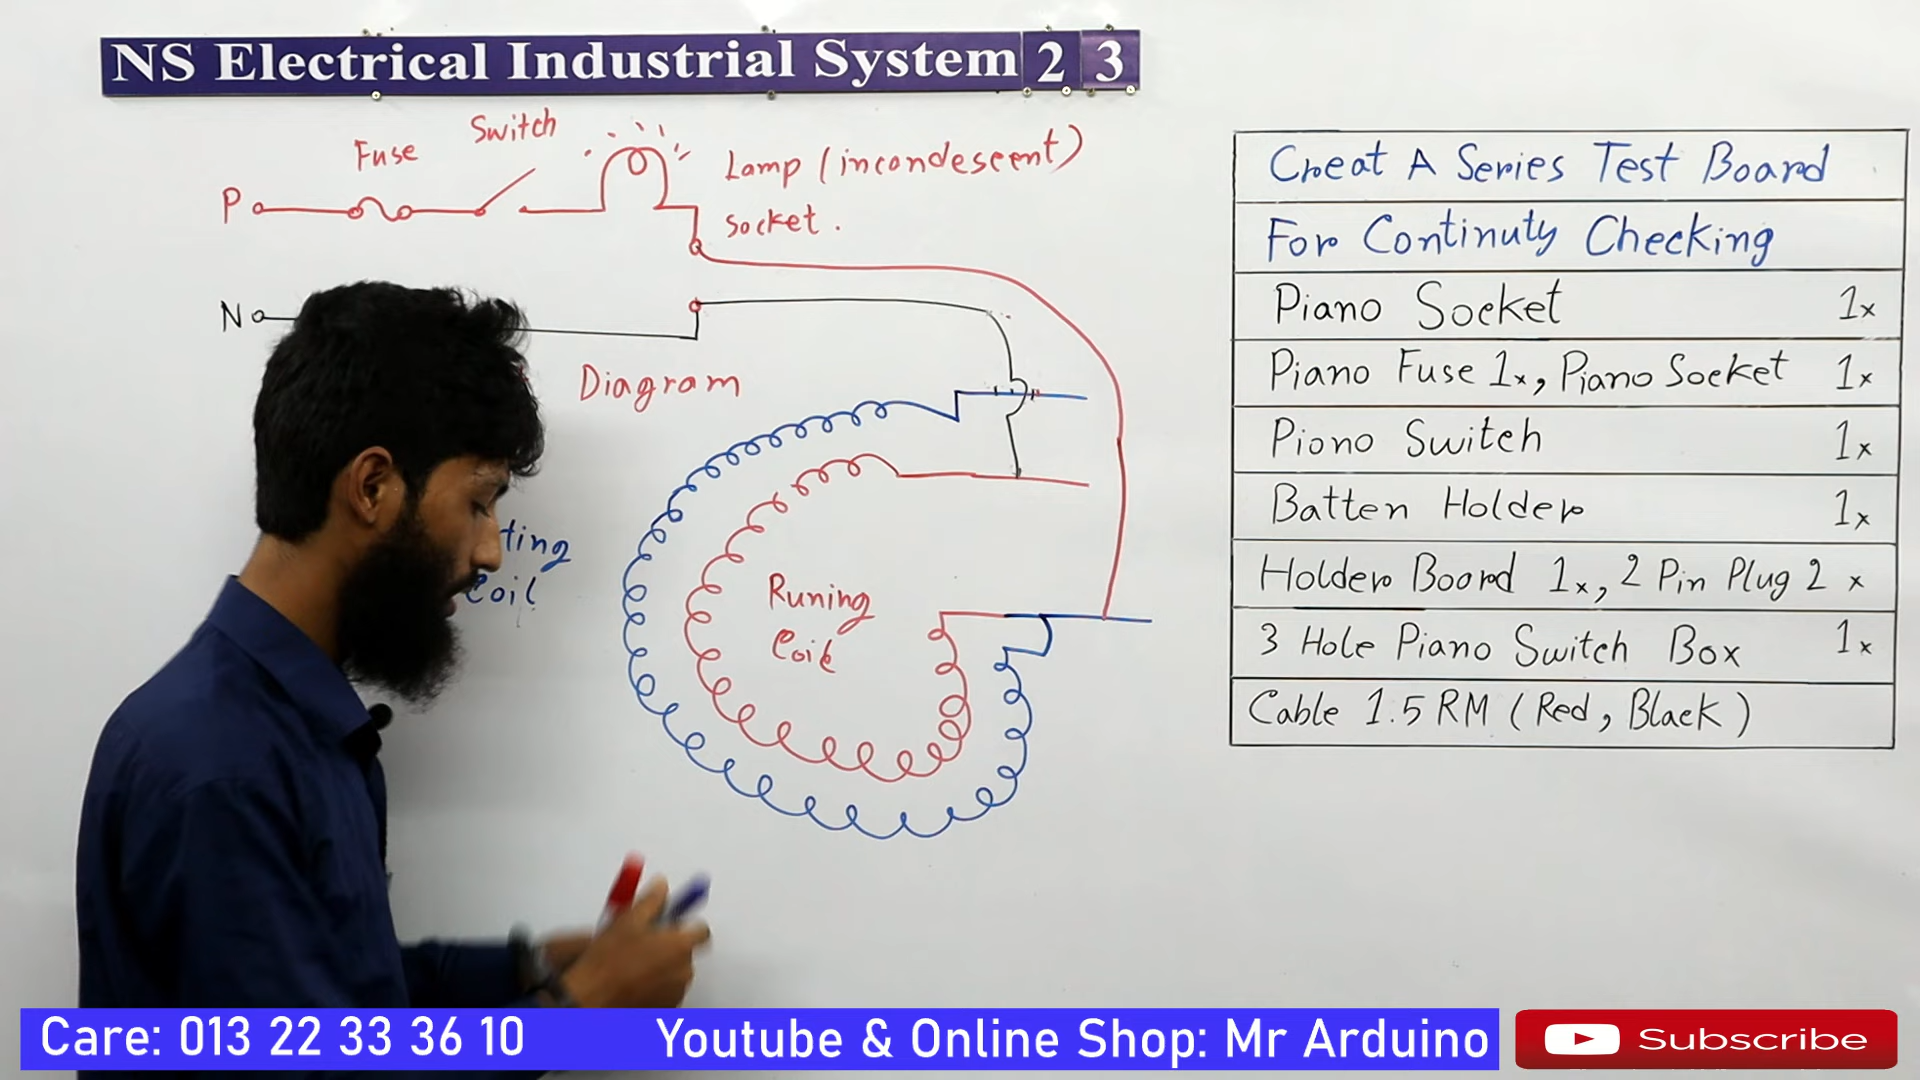 NS Electrical Industrial System 2 3
Switch
Fuse
Lamp (incondescent)
P
socket.
N
Diagram
ting
Coil
Runing
Coil
Creat A Series Test Board
For Continuty Checking
Piano Socket 1x
Piano Fuse 1x, Piano Socket 1x
Piono Switch 1x
Batten Holder 1x
Holder Board 1x, 2 Pin Plug 2 x
3 Hole Piano Switch Box 1x
Cable 1.5 RM (Red, Black)
Care: 013 22 33 36 10 Youtube & Online Shop: Mr Arduino
Subscribe